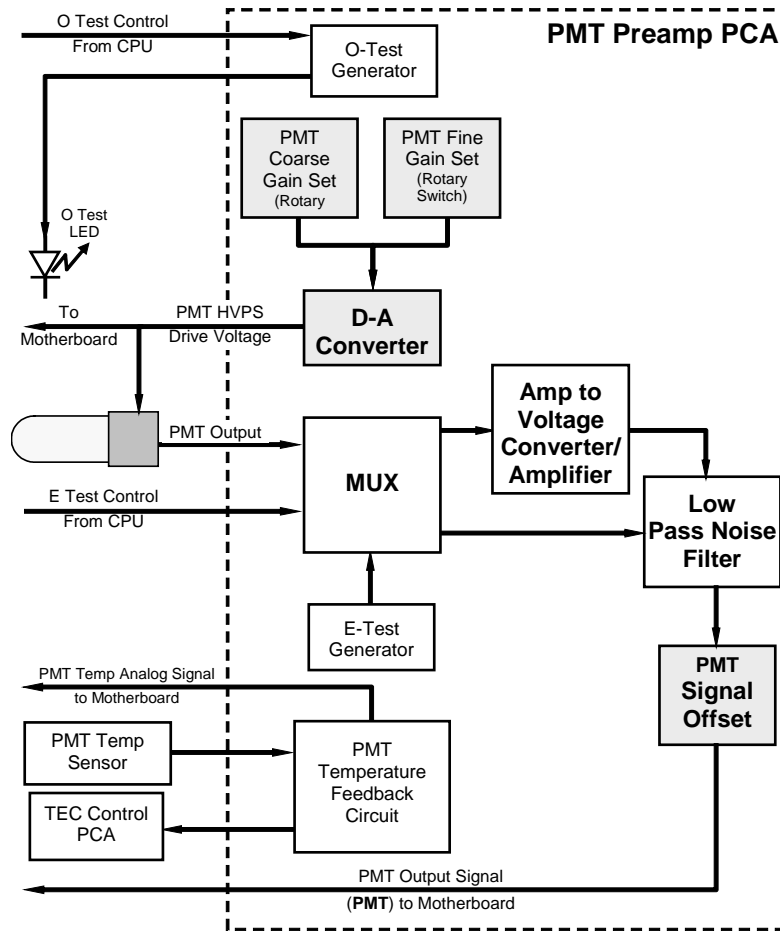 O Test Control
From CPU
PMT Preamp PCA
O-Test
Generator
PMT
Coarse
Gain Set
(Rotary
PMT Fine
Gain Set
(Rotary
Switch)
O Test
LED
To
Motherboard
PMT HVPS
Drive Voltage
D-A
Converter
PMT Output
MUX
Amp to
Voltage
Converter/
Amplifier
E Test Control
From CPU
Low
Pass Noise
Filter
E-Test
Generator
PMT
Signal
Offset
PMT Temp Analog Signal
to Motherboard
PMT Temp
Sensor
PMT
Temperature
Feedback
Circuit
TEC Control
PCA
PMT Output Signal
(PMT) to Motherboard